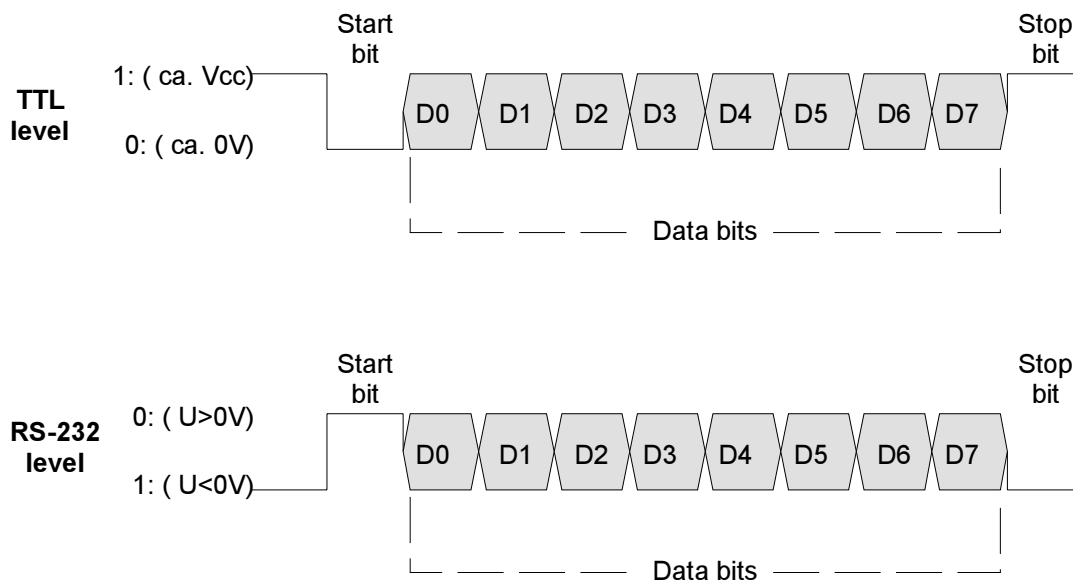 Start
bit
Stop
bit
TTL
level
1: ( ca. Vcc)
0: ( ca. 0V)
D0 D1 D2 D3 D4 D5 D6 D7
Data bits
Start
bit
Stop
bit
RS-232
level
0: ( U>0V)
1: ( U<0V)
D0 D1 D2 D3 D4 D5 D6 D7
Data bits